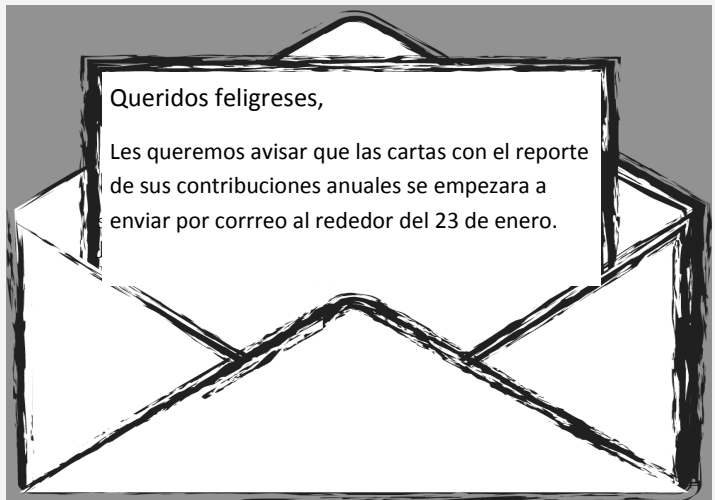 Queridos feligreses,
Les queremos avisar que las cartas con el reporte
de sus contribuciones anuales se empezara a
enviar por corrreo al rededor del 23 de enero.